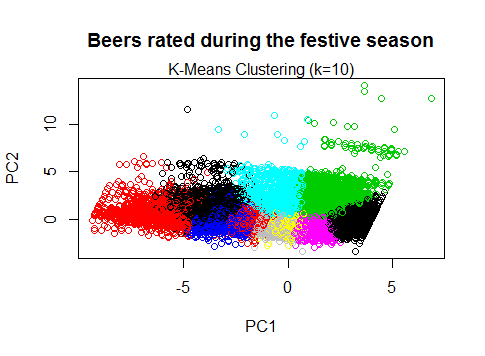 Beers rated during the festive season
K-Means Clustering (k=10)
PC2
10
5
0
-5
0
5
PC1